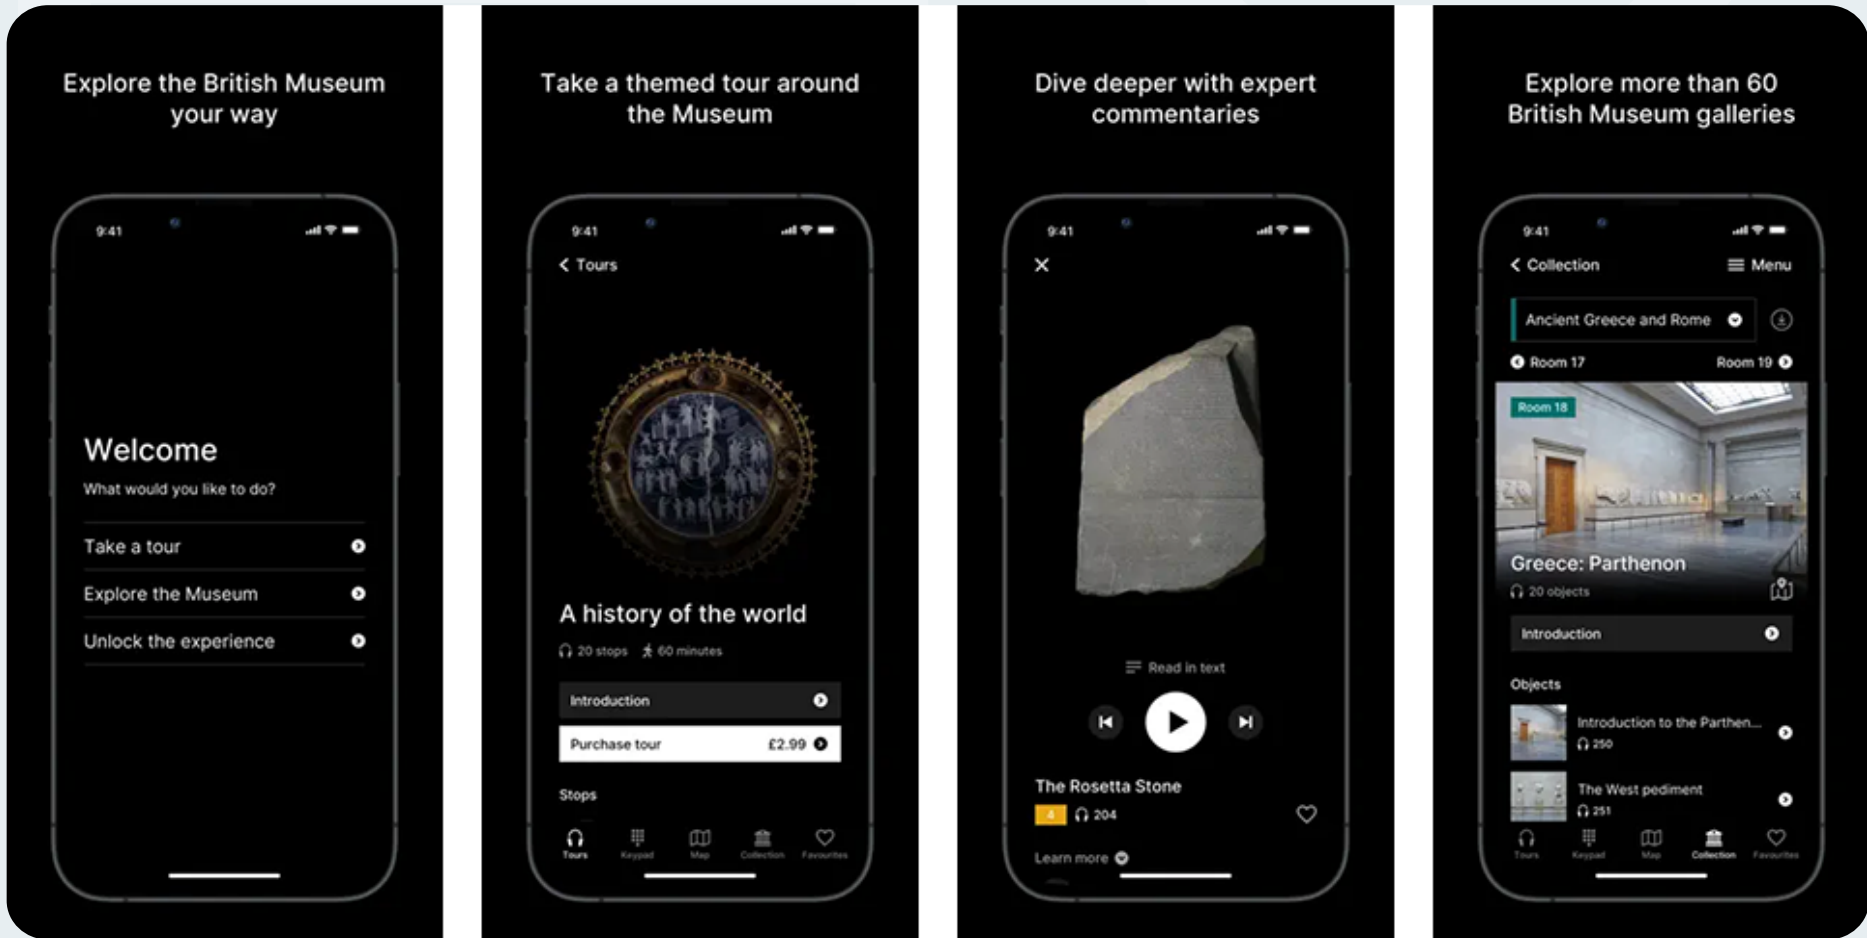 Explore the British Museum
your way
9:41
Welcome
What would you like to do?
Take a tour
Explore the Museum
Unlock the experience
Take a themed tour around
the Museum
9:41
Tours
A history of the world
20 stops 60 minutes
Introduction
Purchase tour £2.99
Stops
Tours Keypad Map Collection Favourites
Dive deeper with expert
commentaries
9:41
Read in text
The Rosetta Stone
4 204
Learn more
Explore more than 60
British Museum galleries
9:41
Collection Menu
Ancient Greece and Rome
Room 17 Room 19
Room 18
Greece: Parthenon
20 objects
Introduction
Objects
Introduction to the Parthen...
250
The West pediment
251
Tours Keypad Map Collection Favourites